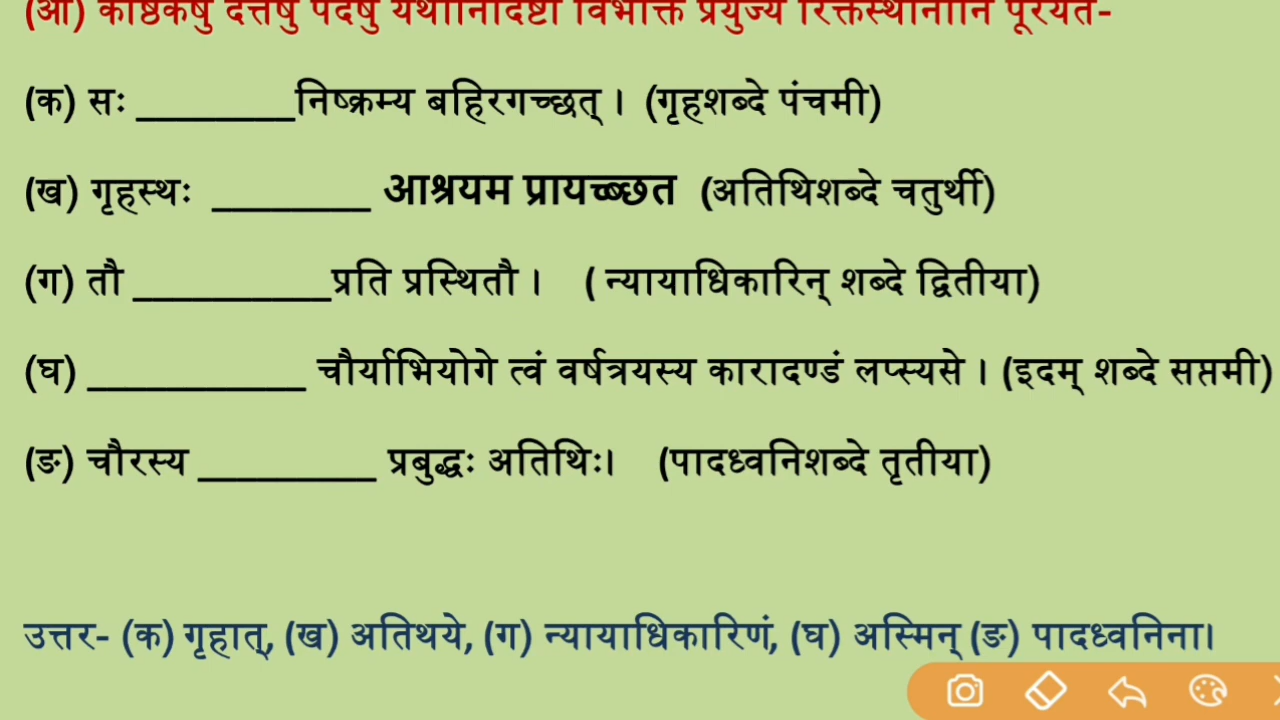 (आ) कोष्ठकेषु दत्तेषु पदेषु यथानिर्दिष्टां विभक्तिं प्रयुज्य रिक्तस्थानानि पूरयत-
(क) सः ________ निष्क्रम्य बहिरगच्छत् । (गृहशब्दे पंचमी)
(ख) गृहस्थः ________ आश्रयम प्रायच्छत (अतिथिशब्दे चतुर्थी)
(ग) तौ __________प्रति प्रस्थितौ । ( न्यायाधिकारिन् शब्दे द्वितीया)
(घ) ___________ चौर्याभियोगे त्वं वर्षत्रयस्य कारादण्डं लप्स्यसे । (इदम् शब्दे सप्तमी)
(ङ) चौरस्य _________ प्रबुद्धः अतिथिः। (पादध्वनिशब्दे तृतीया)
उत्तर- (क) गृहात्, (ख) अतिथये, (ग) न्यायाधिकारिणं, (घ) अस्मिन् (ङ) पादध्वनिना।